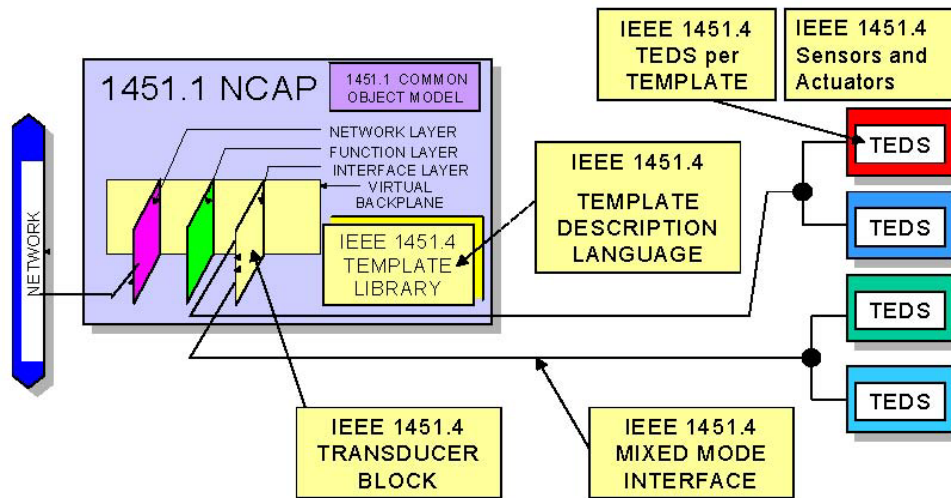 IEEE 1451.4
TEDS per
TEMPLATE
IEEE 1451.4
Sensors and
Actuators
1451.1 NCAP
1451.1 COMMON
OBJECT MODEL
NETWORK LAYER
FUNCTION LAYER
INTERFACE LAYER
VIRTUAL
BACKPLANE
NETWORK
IEEE 1451.4
TEMPLATE
LIBRARY
IEEE 1451.4
TEMPLATE
DESCRIPTION
LANGUAGE
TEDS
TEDS
TEDS
TEDS
IEEE 1451.4
TRANSDUCER
BLOCK
IEEE 1451.4
MIXED MODE
INTERFACE